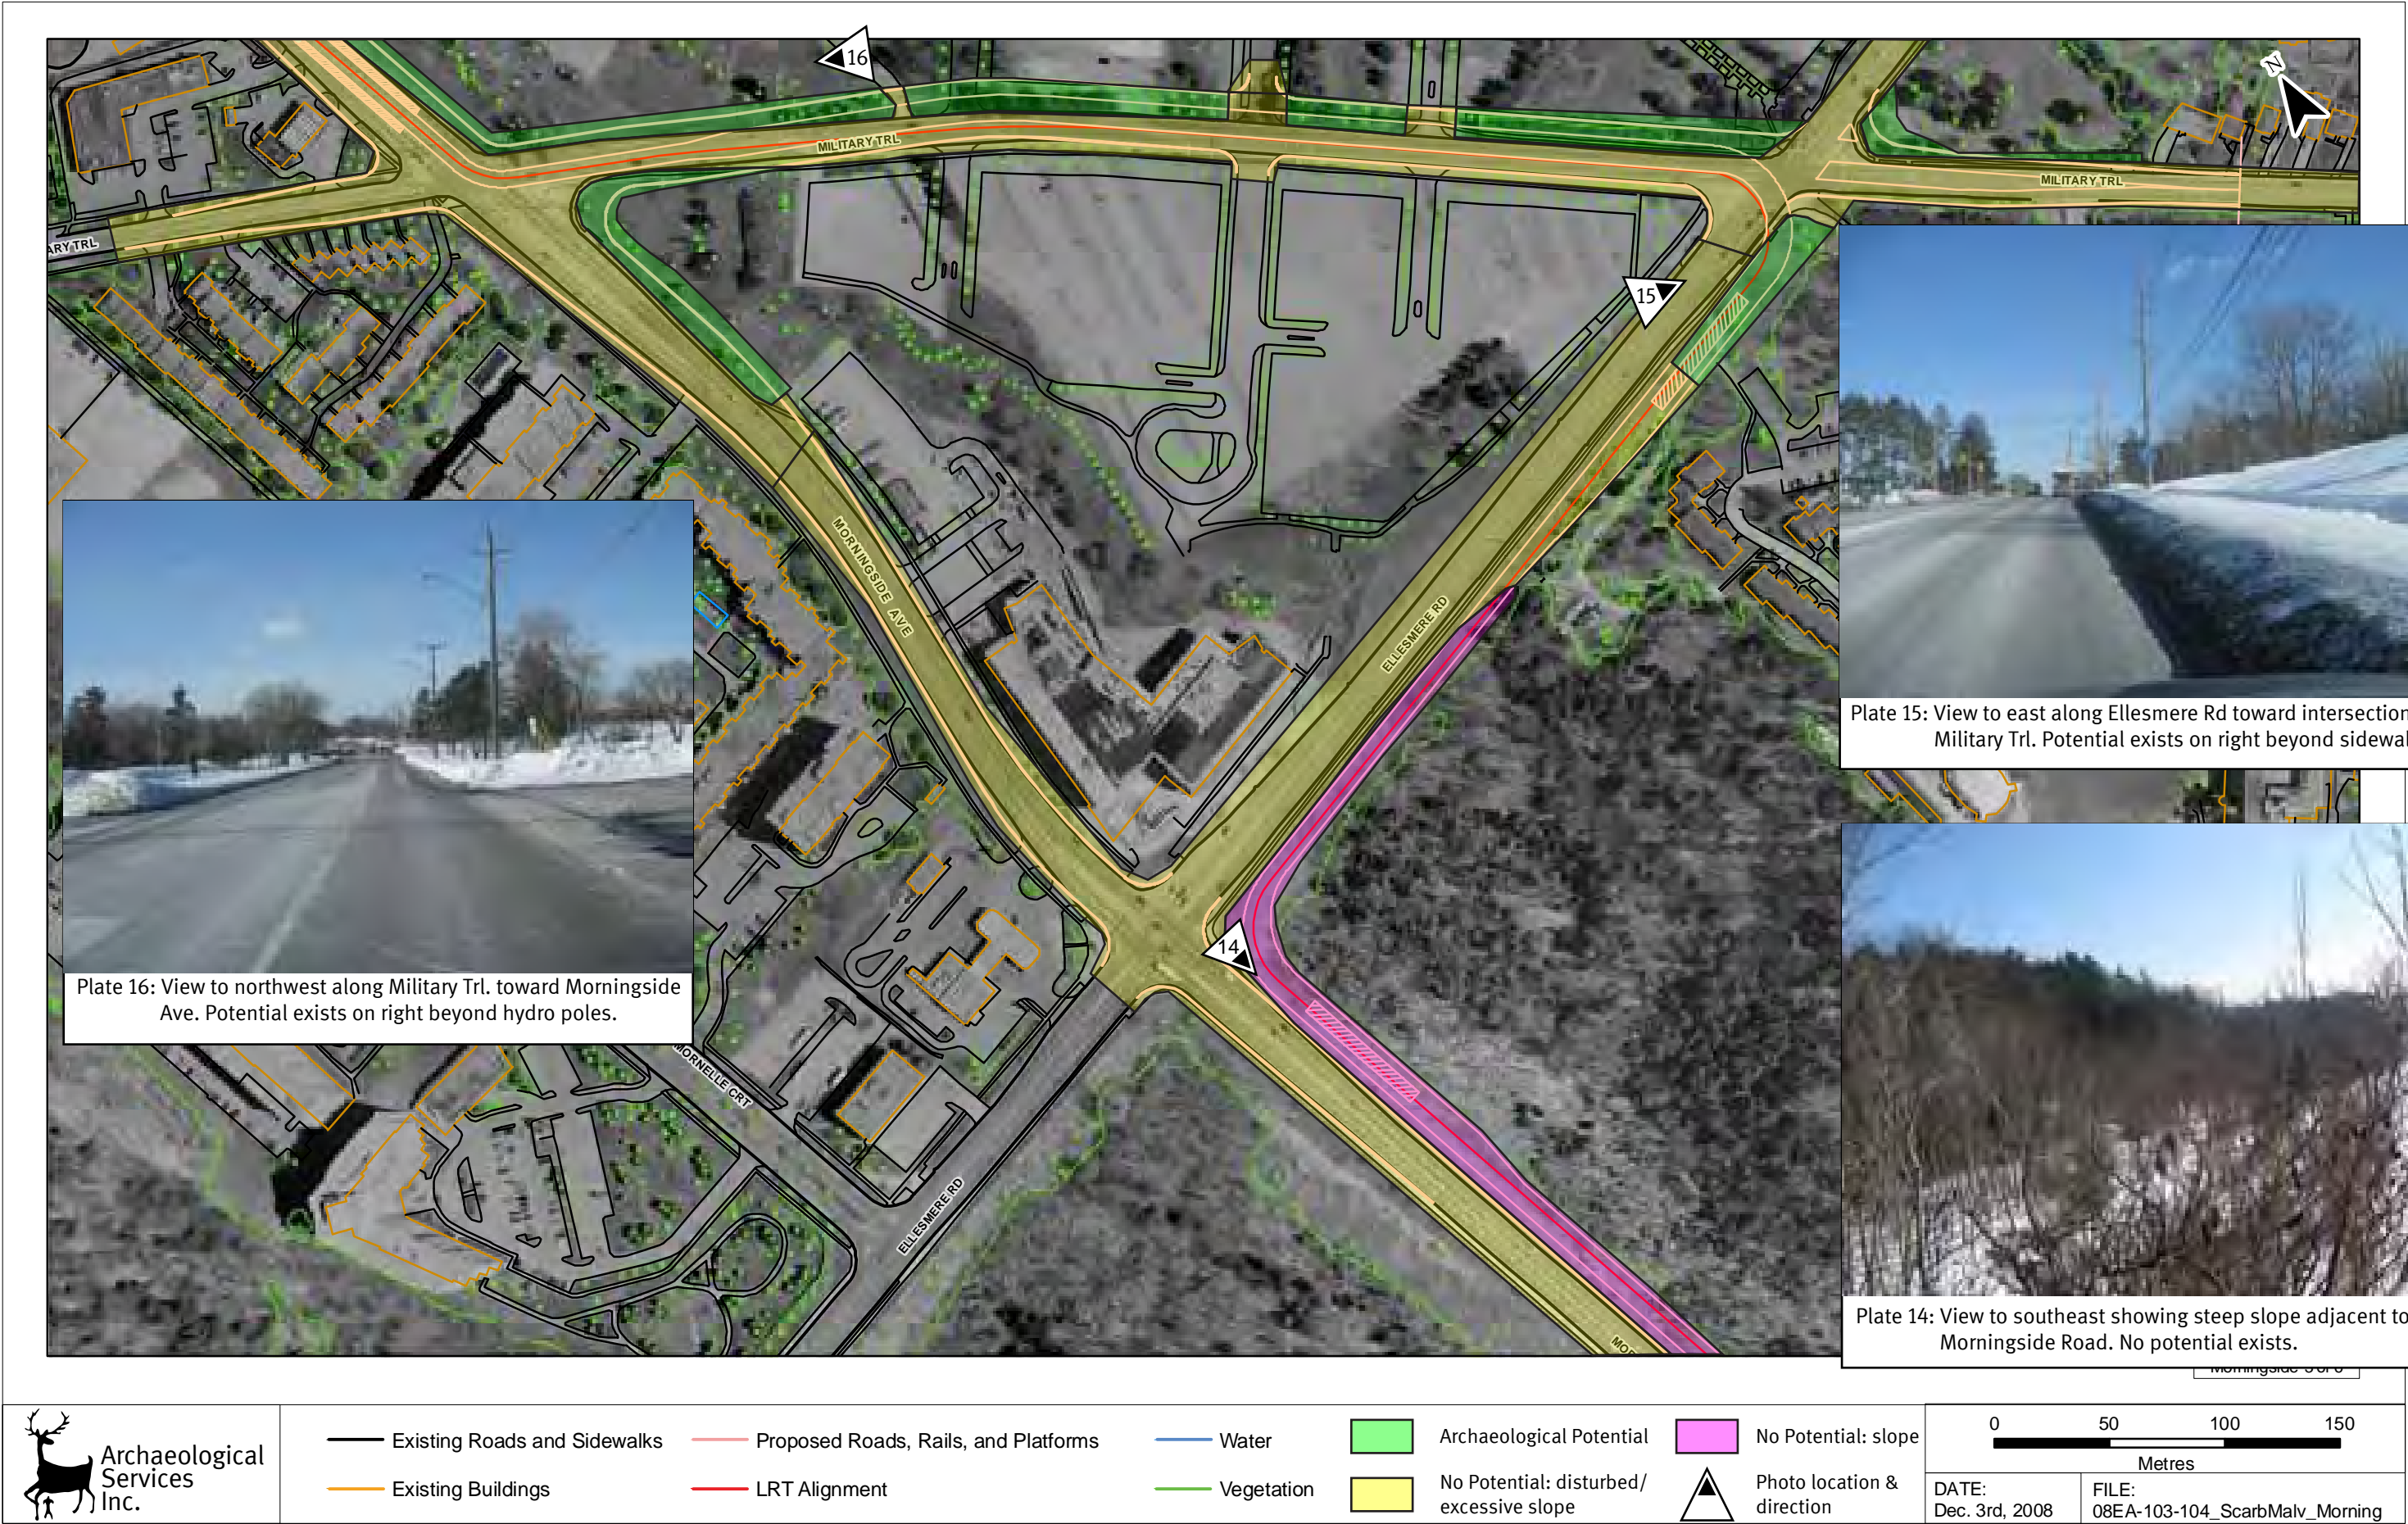 16
N
MILITARY TRL
MILITARY TRL
ARY TRL
15
MORNINGSIDE AVE
ELLESMERE RD
Plate 15: View to east along Ellesmere Rd toward intersection
Military Trl. Potential exists on right beyond sidewal
14
Plate 16: View to northwest along Military Trl. toward Morningside
Ave. Potential exists on right beyond hydro poles.
MORNELLE CRT
ELLESMERE RD
Plate 14: View to southeast showing steep slope adjacent to
Morningside Road. No potential exists.
MOR
Archaeological
Services
Inc.
Existing Roads and Sidewalks
Existing Buildings
Proposed Roads, Rails, and Platforms
LRT Alignment
Water
Vegetation
Archaeological Potential
No Potential: disturbed/
excessive slope
No Potential: slope
Photo location &
direction
0 50 100 150
Metres
DATE:
Dec. 3rd, 2008
FILE:
08EA-103-104_ScarbMalv_Morning